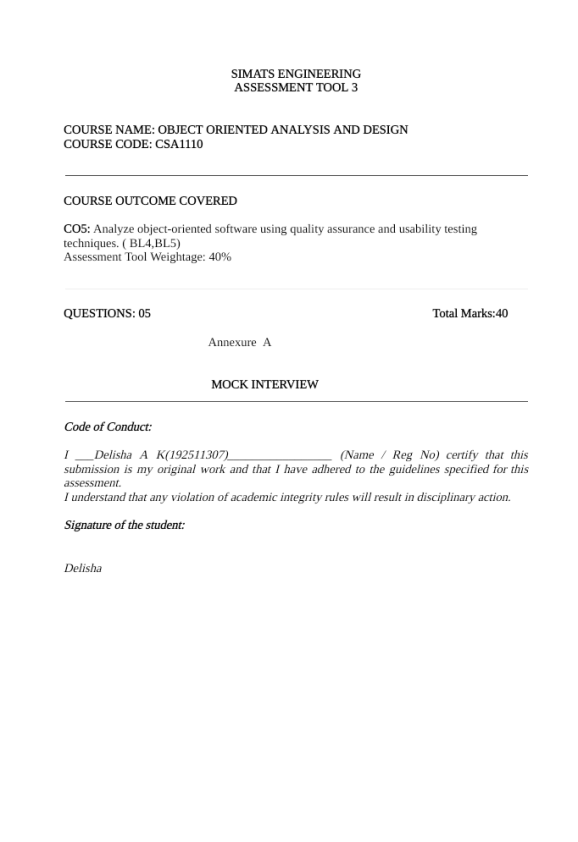 SIMATS ENGINEERING
ASSESSMENT TOOL 3
COURSE NAME: OBJECT ORIENTED ANALYSIS AND DESIGN
COURSE CODE: CSA1110
COURSE OUTCOME COVERED
CO5: Analyze object-oriented software using quality assurance and usability testing
techniques. ( BL4,BL5)
Assessment Tool Weightage: 40%
QUESTIONS: 05 Total Marks:40
Annexure A
MOCK INTERVIEW
Code of Conduct:
I ___Delisha A K(192511307)_________________ (Name / Reg No) certify that this
submission is my original work and that I have adhered to the guidelines specified for this
assessment.
I understand that any violation of academic integrity rules will result in disciplinary action.
Signature of the student:
Delisha